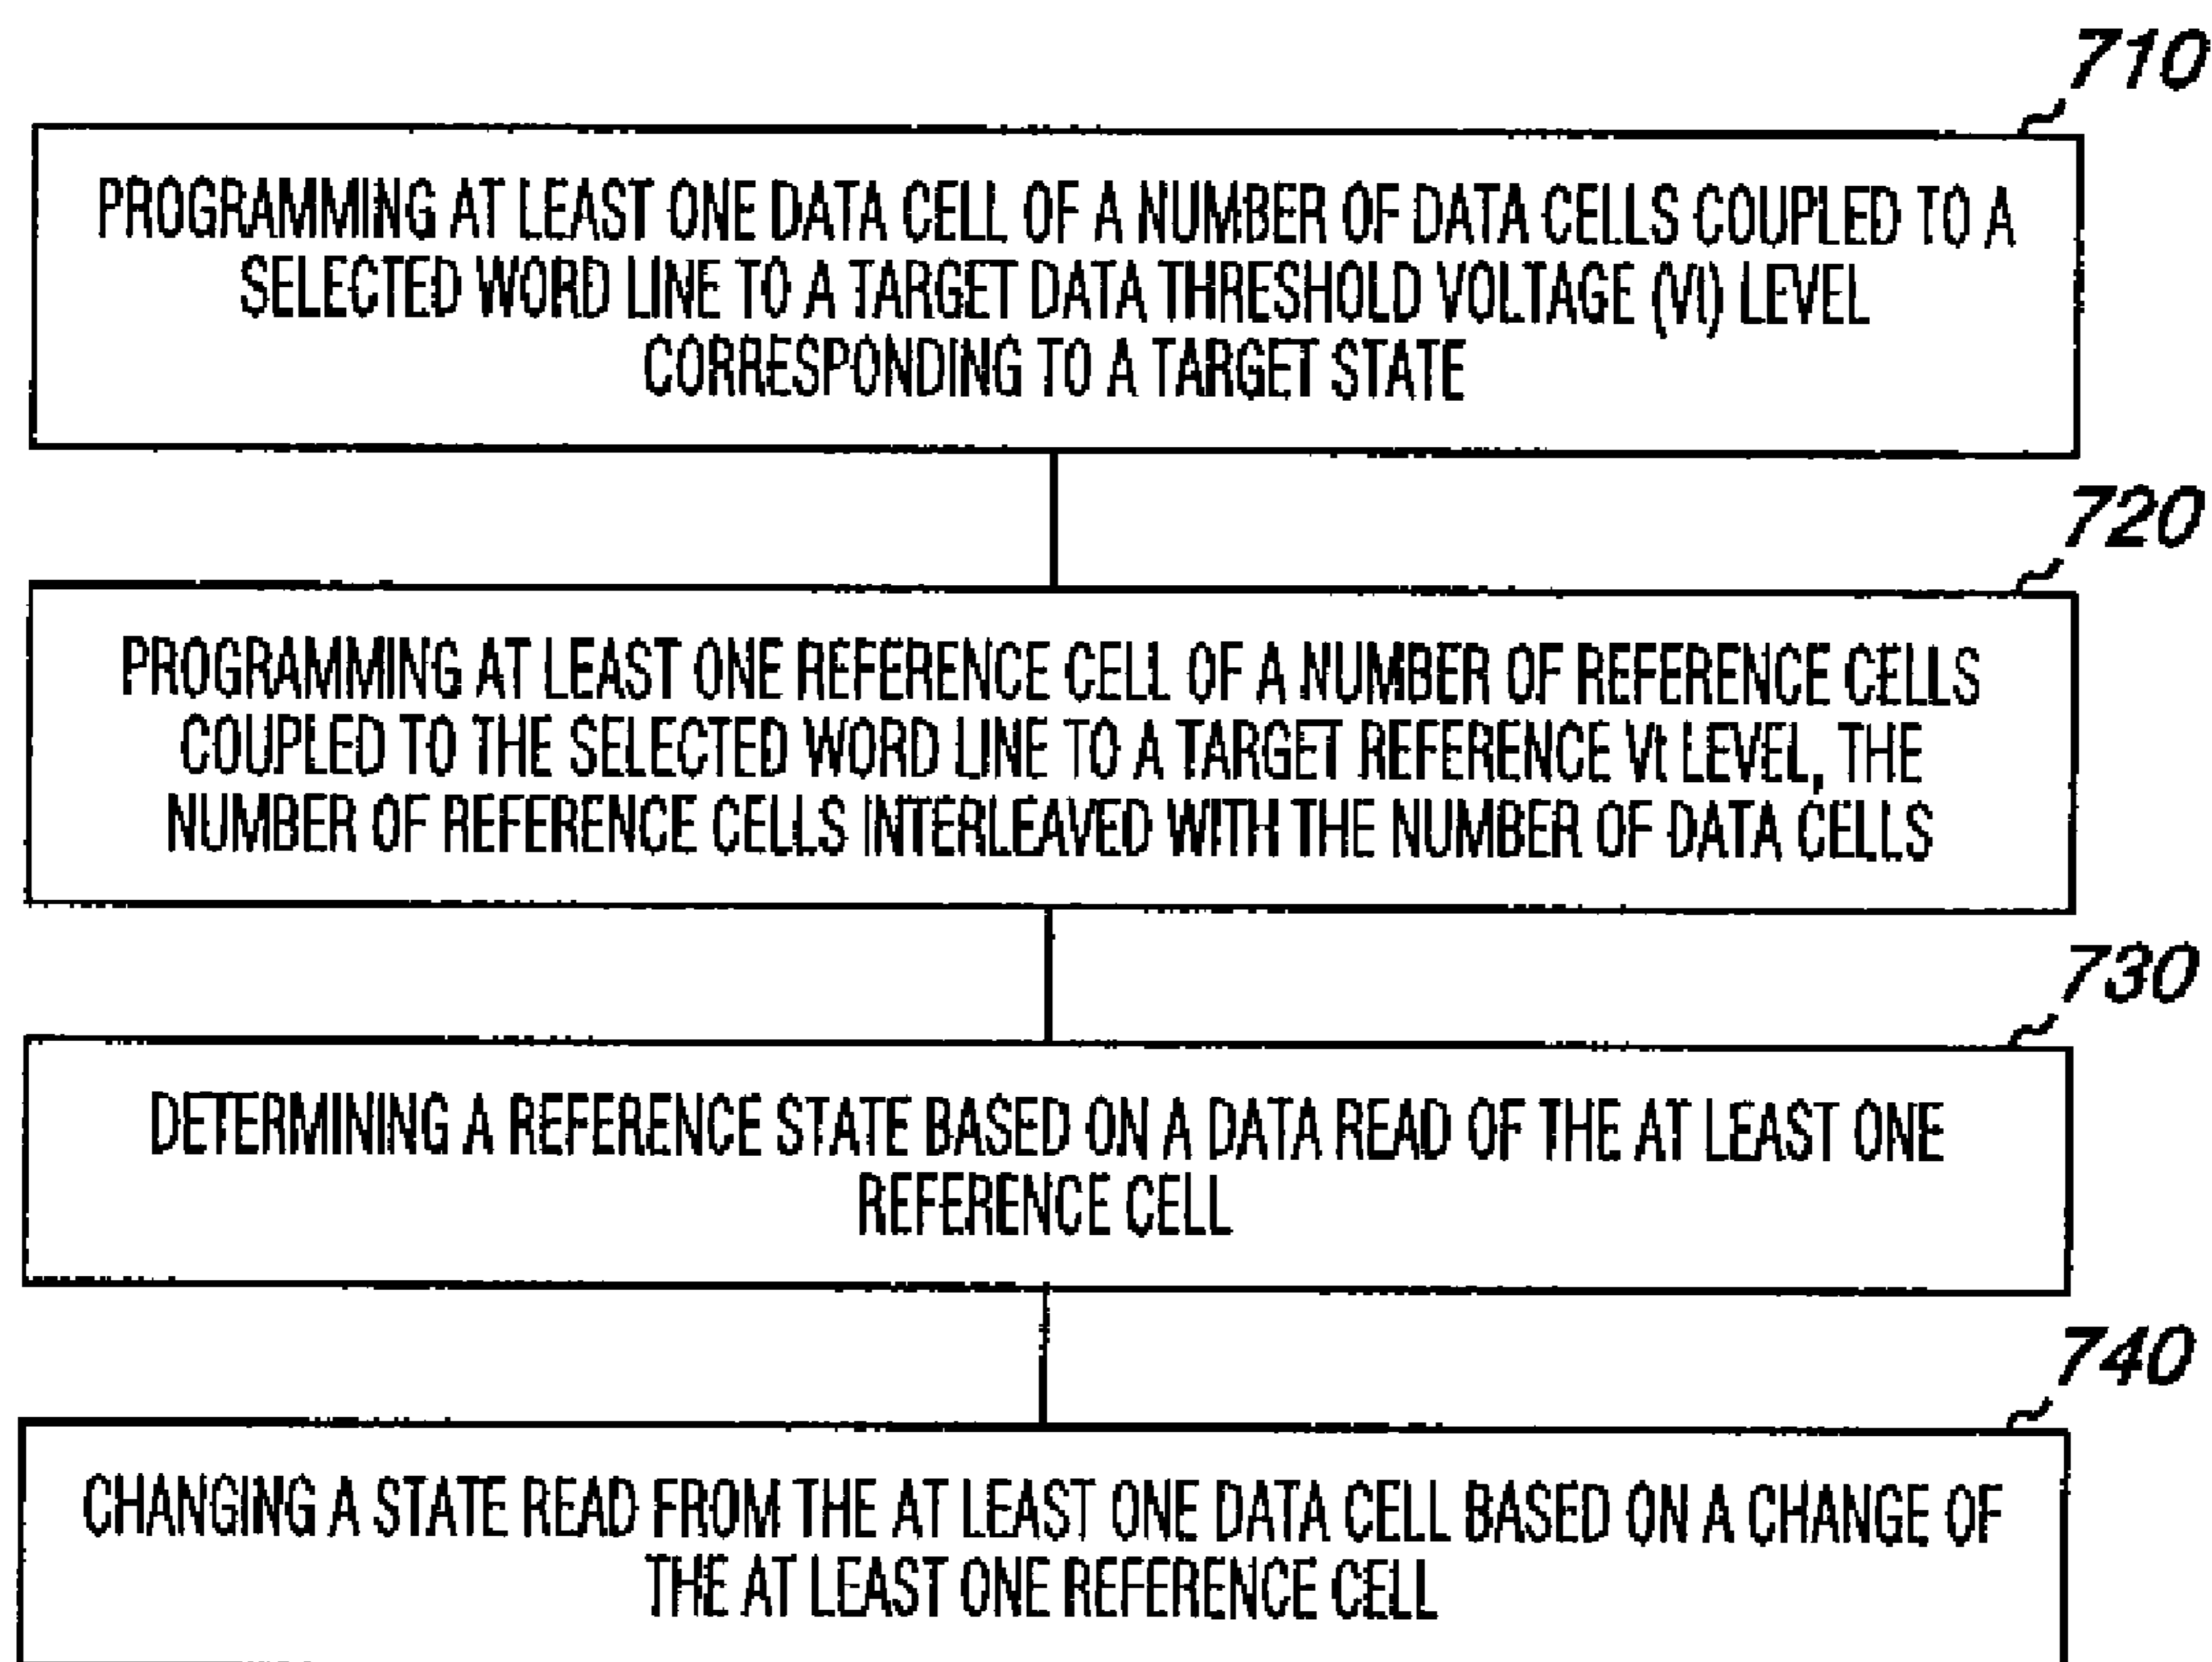 710
PROGRAMMING AT LEAST ONE DATA CELL OF A NUMBER OF DATA CELLS COUPLED TO A
SELECTED WORD LINE TO A TARGET DATA THRESHOLD VOLTAGE (Vt) LEVEL
CORRESPONDING TO A TARGET STATE
720
PROGRAMMING AT LEAST ONE REFERENCE CELL OF A NUMBER OF REFERENCE CELLS
COUPLED TO THE SELECTED WORD LINE TO A TARGET REFERENCE Vt LEVEL, THE
NUMBER OF REFERENCE CELLS INTERLEAVED WITH THE NUMBER OF DATA CELLS
730
DETERMINING A REFERENCE STATE BASED ON A DATA READ OF THE AT LEAST ONE
REFERENCE CELL
740
CHANGING A STATE READ FROM THE AT LEAST ONE DATA CELL BASED ON A CHANGE OF
THE AT LEAST ONE REFERENCE CELL